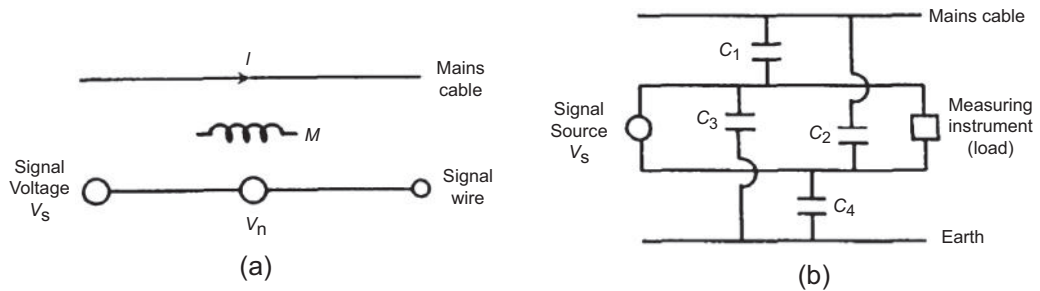 (a)
I
Mains
cable
M
Signal
Voltage
Vs
Vn
Signal
wire
(b)
Mains cable
C1
Signal
Source
Vs
C3
C2
Measuring
instrument
(load)
C4
Earth